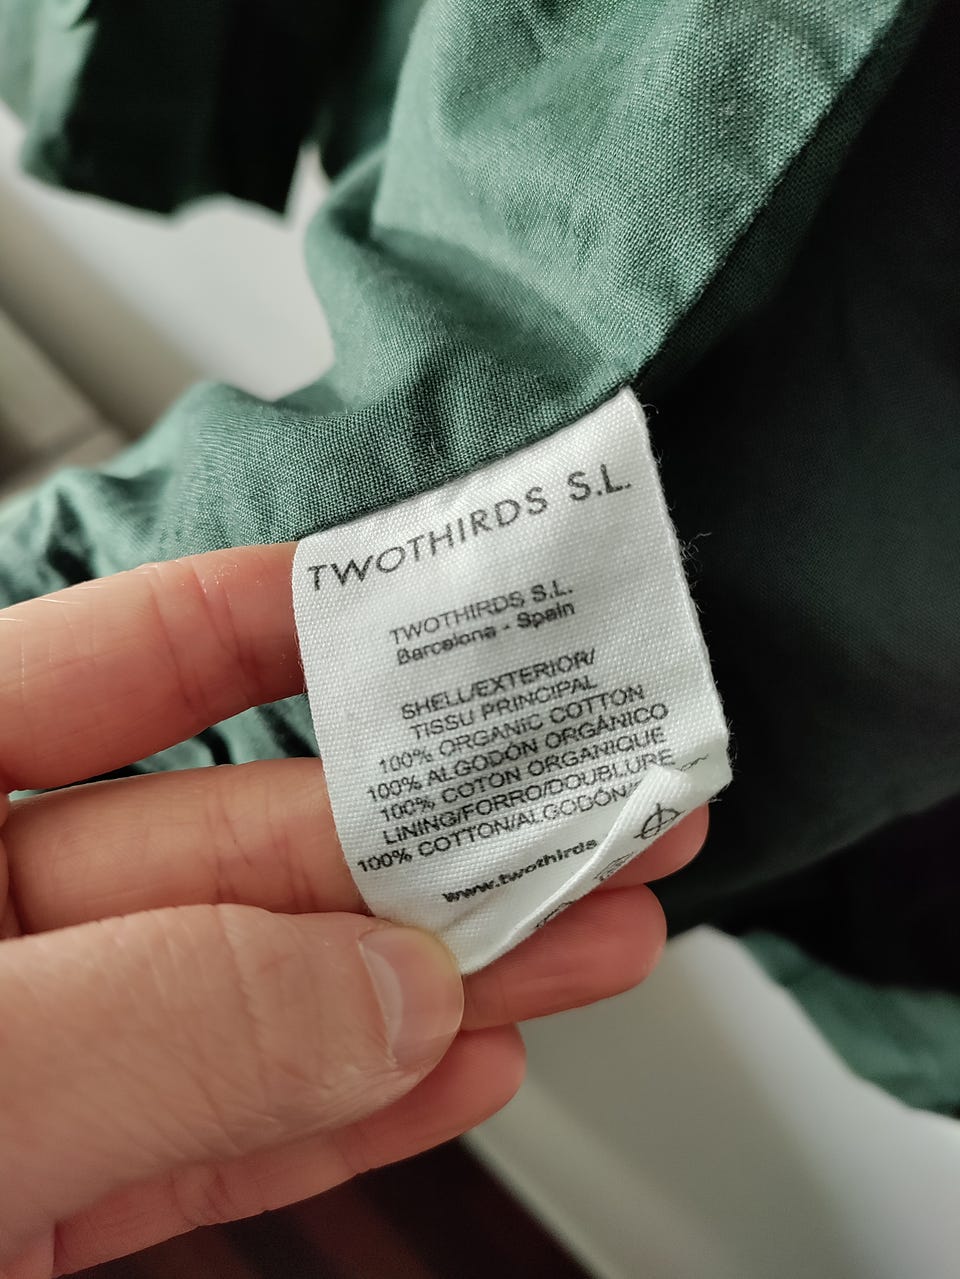 TWOTHIRDS S.L.
TWOTHIRDS S.L.
Barcelona - Spain
SHELL/EXTERIOR/
TISSU PRINCIPAL
100% ORGANIC COTTON
100% ALGODÓN ORGÁNICO
100% COTON ORGANIQUE
LINING/FORRO/DOUBLURE
100% COTTON/ALGODÓN/
www.twothirds